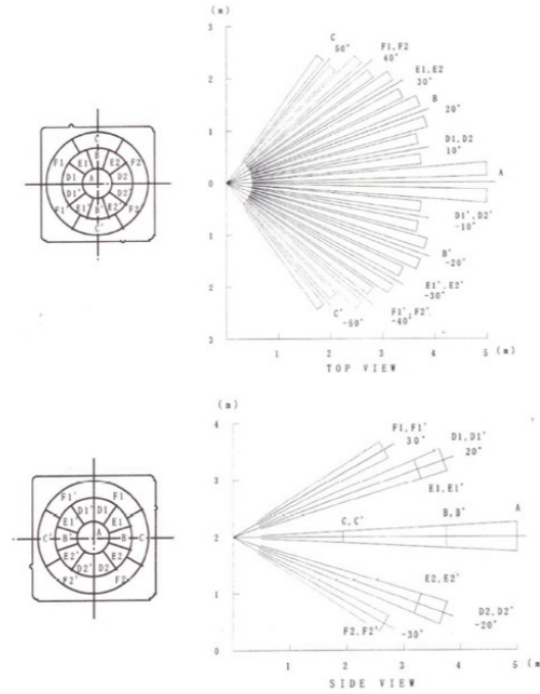 (m)
3
2
1
0
1
2
3
C
50°
F1,F2
40°
E1,E2
30°
B
20°
D1,D2
10°
A
D1',D2'
-10°
B'
-20°
E1',E2'
-30°
F1',F2'
-40°
C'
-50°
1 2 3 4 5 (m)
TOP VIEW
C
F1 B F2
E1 E2
D1 A D2
D1' D2'
F1' E1' B' E2' F2'
C'
(m)
4
3
2
1
0
F1,F1'
30°
D1,D1'
20°
E1,E1'
C,C'
B,B'
A
E2,E2'
D2,D2'
-20°
F2,F2'
-30°
1 2 3 4 5 (m
SIDE VIEW
F1' F1
D1' D1
E1' E1
C' B' A B C
E2' E2
D2' D2
F2' F2